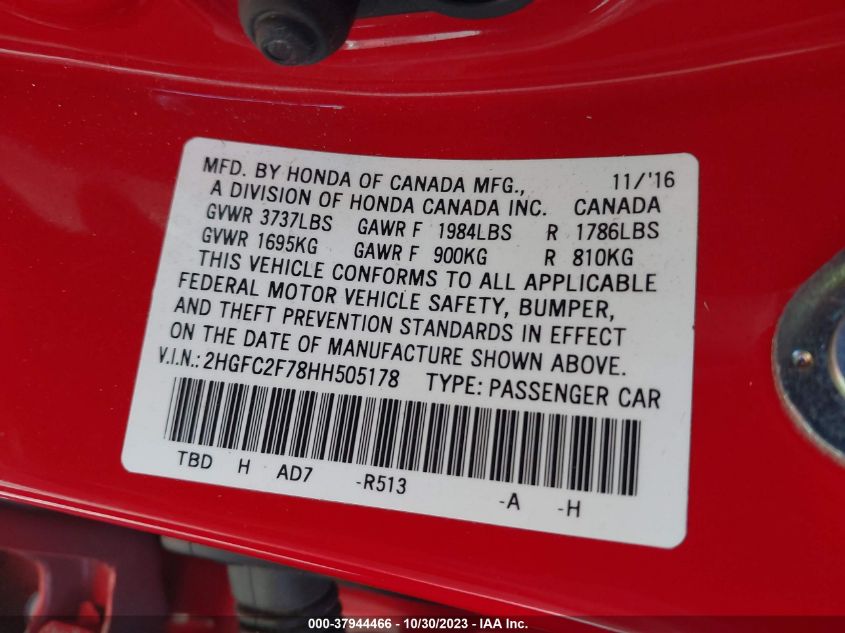 MFD. BY HONDA OF CANADA MFG., 11/'16
A DIVISION OF HONDA CANADA INC. CANADA
GVWR 3737LBS GAWR F 1984LBS R 1786LBS
GVWR 1695KG GAWR F 900KG R 810KG
THIS VEHICLE CONFORMS TO ALL APPLICABLE
FEDERAL MOTOR VEHICLE SAFETY, BUMPER,
AND THEFT PREVENTION STANDARDS IN EFFECT
ON THE DATE OF MANUFACTURE SHOWN ABOVE.
V.I.N.: 2HGFC2F78HH505178 TYPE: PASSENGER CAR
TBD H AD7 -R513 -A -H
000-37944466 - 10/30/2023 - IAA Inc.